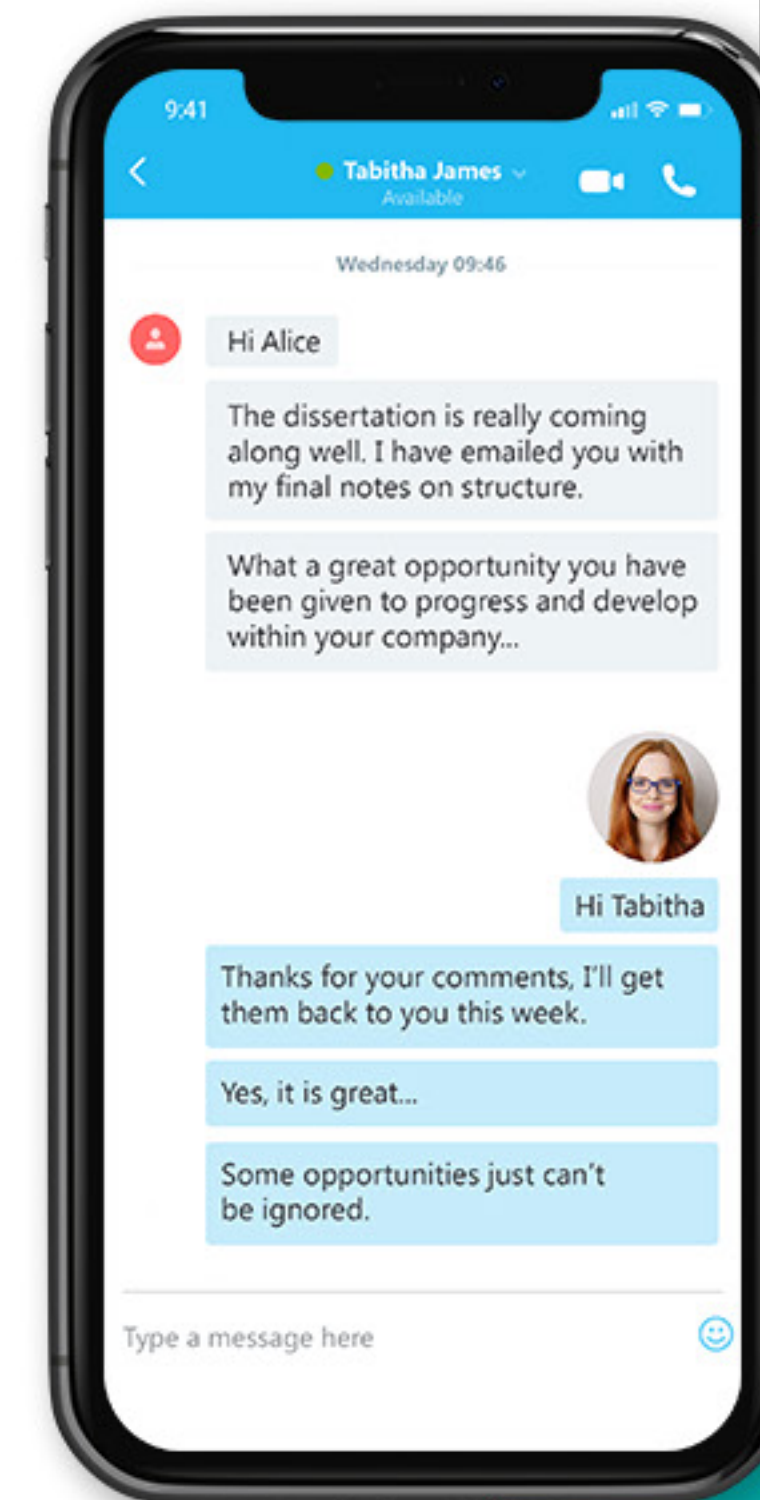 9:41
Tabitha James
Available
Wednesday 09:46
Hi Alice
The dissertation is really coming
along well. I have emailed you with
my final notes on structure.
What a great opportunity you have
been given to progress and develop
within your company...
Hi Tabitha
Thanks for your comments, I'll get
them back to you this week.
Yes, it is great...
Some opportunities just can't
be ignored.
Type a message here